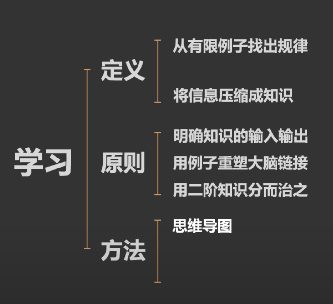 学习
定义
从有限例子找出规律
将信息压缩成知识
原则
明确知识的输入输出
用例子重塑大脑链接
用二阶知识分而治之
方法
思维导图